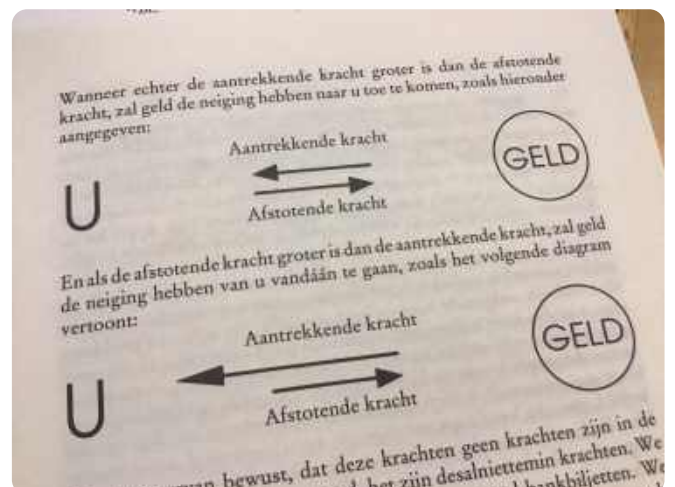 Wanneer echter de aantrekkende kracht groter is dan de afstotende
kracht, zal geld de neiging hebben naar u toe te komen, zoals hieronder
aangegeven:
Aantrekkende kracht
U
GELD
Afstotende kracht
En als de afstotende kracht groter is dan de aantrekkende kracht, zal geld
de neiging hebben van u vandáán te gaan, zoals het volgende diagram
vertoont:
Aantrekkende kracht
U
GELD
Afstotende kracht
bewust, dat deze krachten geen krachten zijn in de
het zijn desalniettemin krachten. We
bankbiljetten. We